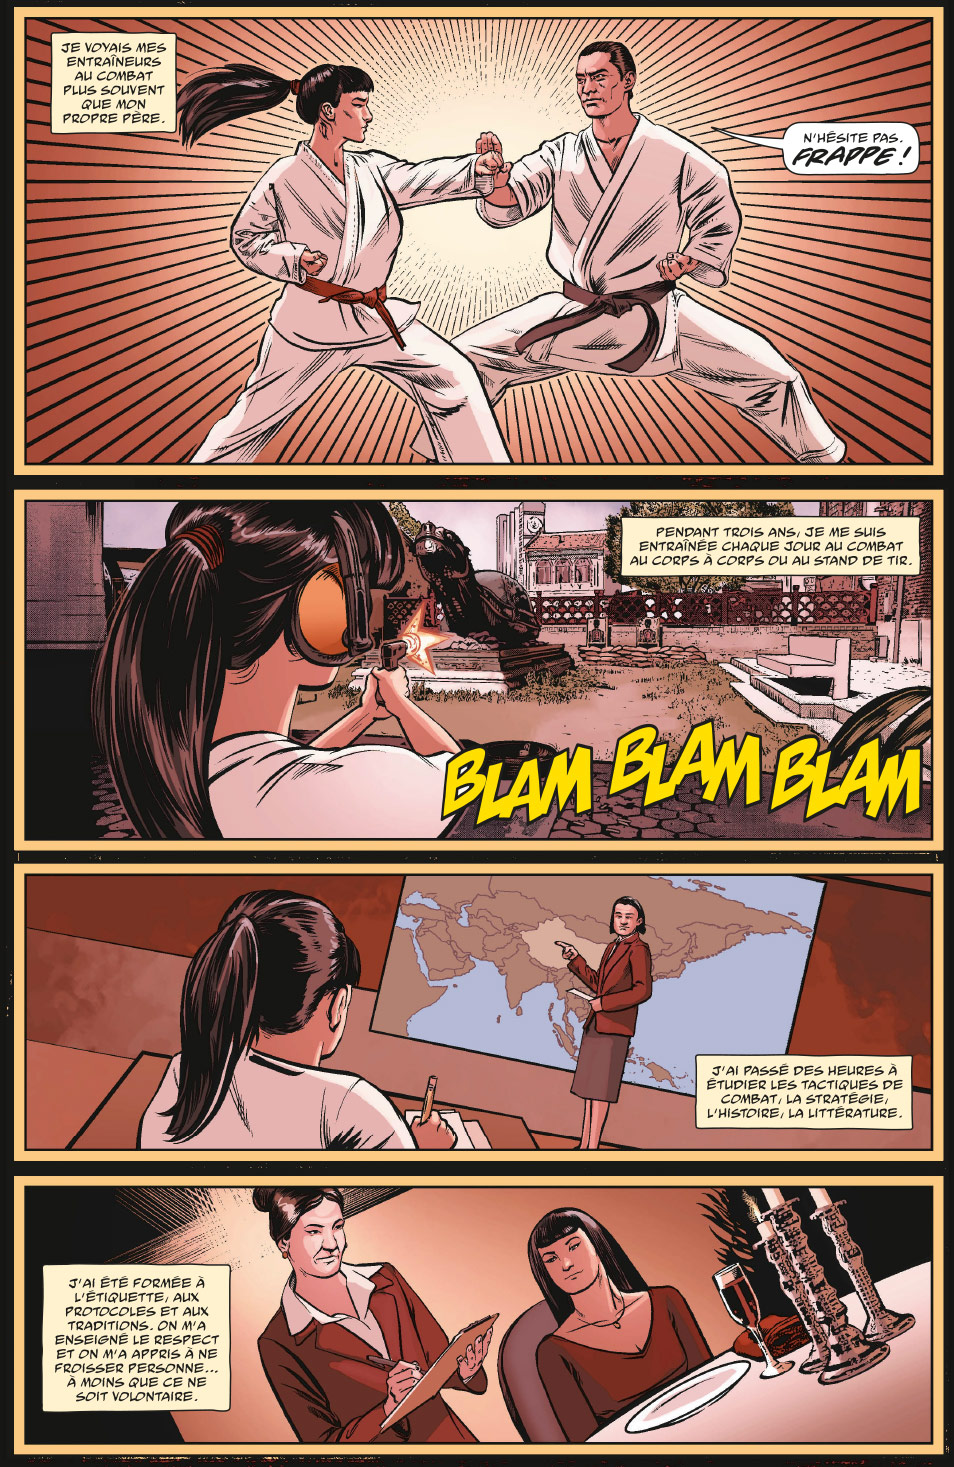 JE VOYAIS MES
ENTRAÎNEURS
AU COMBAT
PLUS SOUVENT
QUE MON
PROPRE PÈRE.
N'HÉSITE PAS.
FRAPPE !
PENDANT TROIS ANS, JE ME SUIS
ENTRAÎNÉE CHAQUE JOUR AU COMBAT
AU CORPS À CORPS OU AU STAND DE TIR.
BLAM BLAM BLAM
J'AI PASSÉ DES HEURES À
ÉTUDIER LES TACTIQUES DE
COMBAT, LA STRATÉGIE,
L'HISTOIRE, LA LITTÉRATURE.
J'AI ÉTÉ FORMÉE À
L'ÉTIQUETTE, AUX
PROTOCOLES ET AUX
TRADITIONS. ON M'A
ENSEIGNÉ LE RESPECT
ET ON M'A APPRIS À NE
FROISSER PERSONNE...
À MOINS QUE CE NE
SOIT VOLONTAIRE.